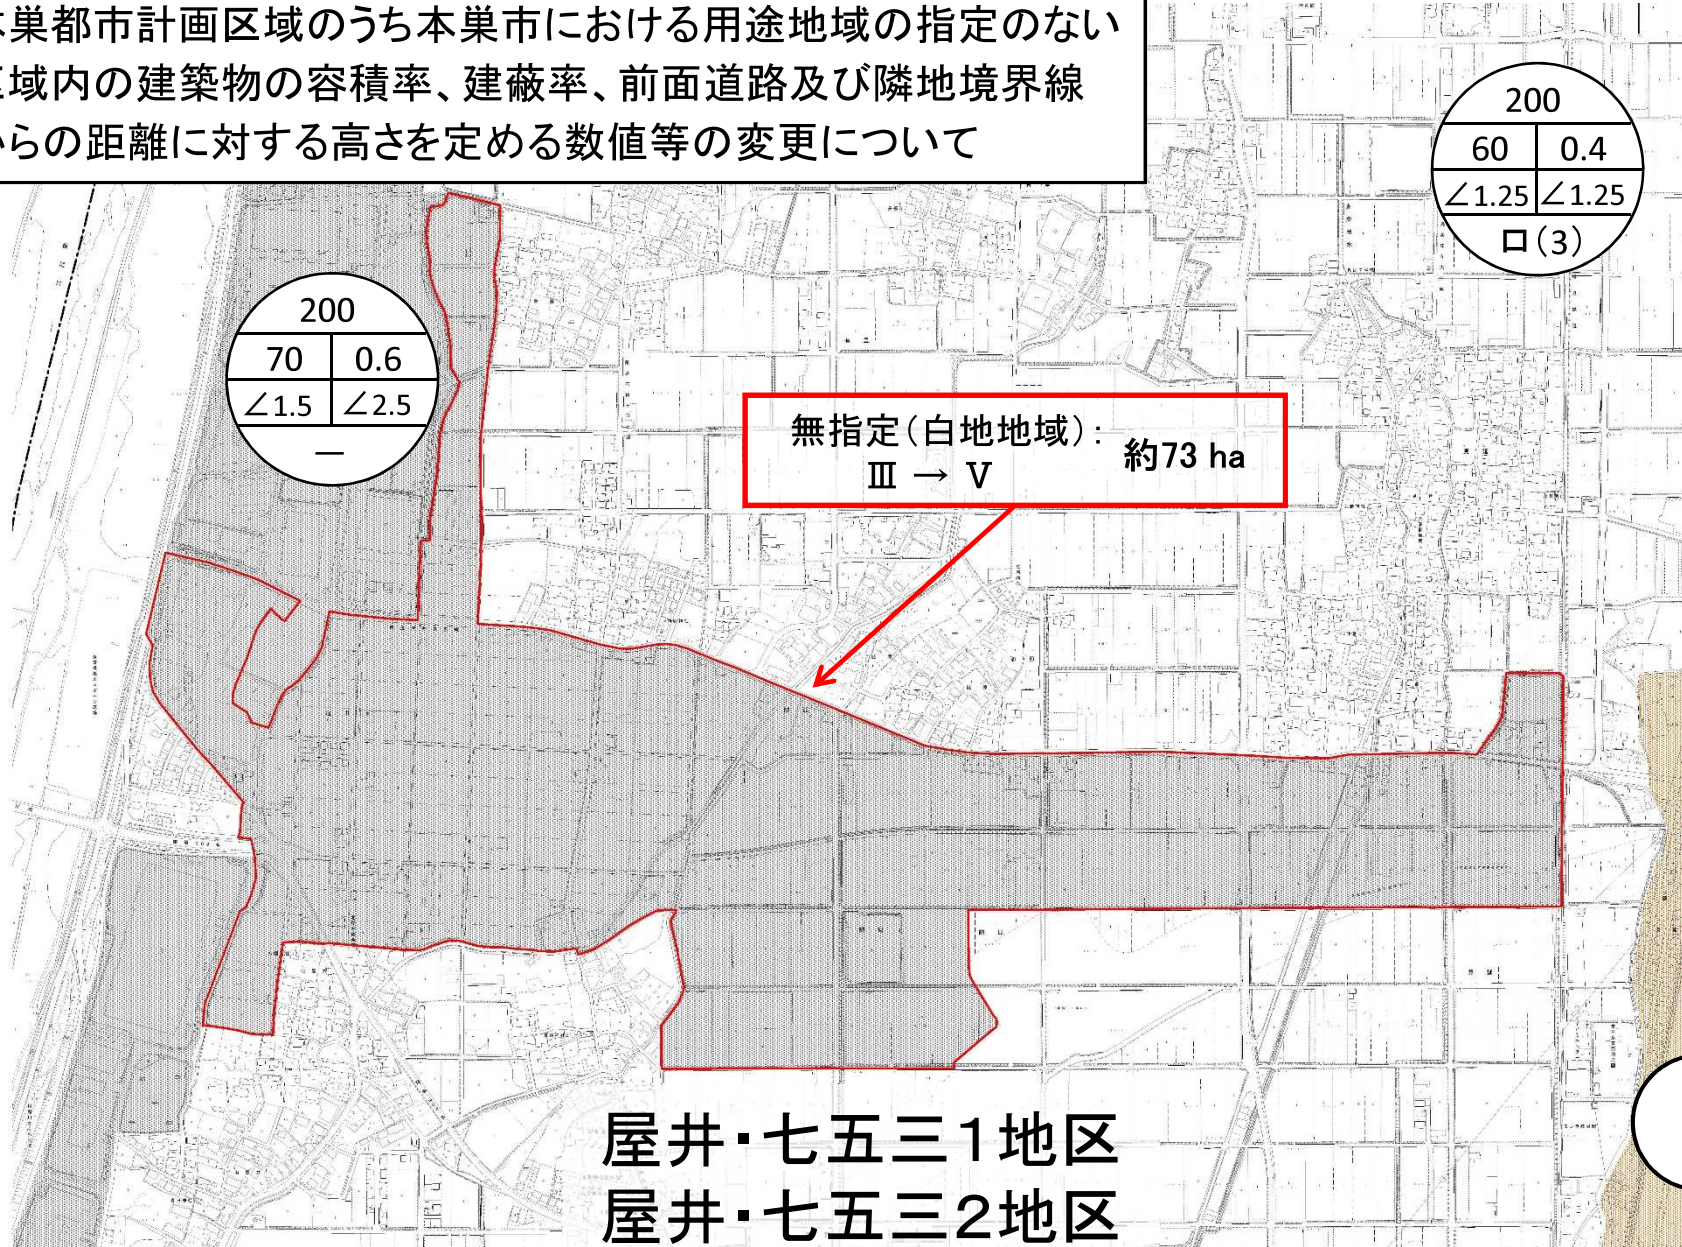 巣都市計画区域のうち本巣市における用途地域の指定のない
域内の建築物の容積率、建蔽率、前面道路及び隣地境界線
らの距離に対する高さを定める数値等の変更について
200
60 0.4
∠1.25 ∠1.25
ロ(3)
200
70 0.6
∠1.5 ∠2.5
―
無指定(白地地域): 約73 ha
Ⅲ → Ⅴ
屋井・七五三1地区
屋井・七五三2地区